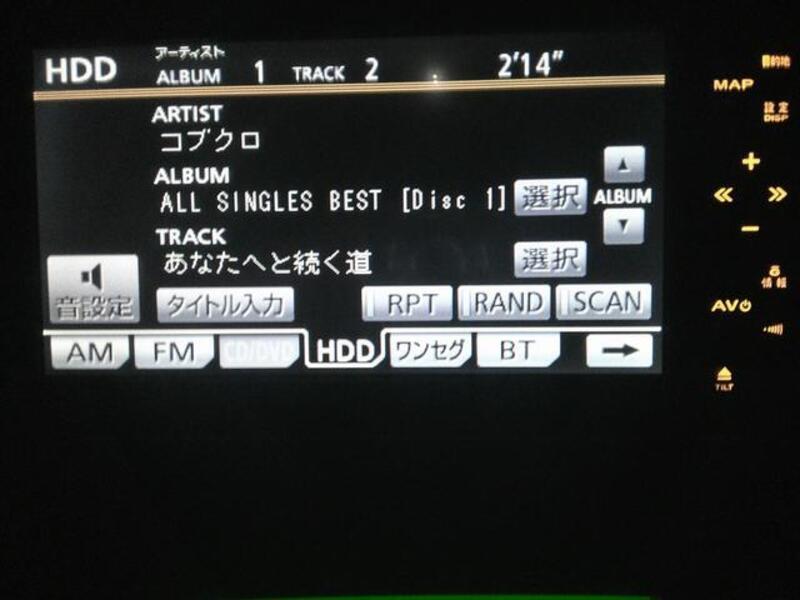 HDD アーティスト
ALBUM 1 TRACK 2 2'14"
ARTIST
コブクロ
ALBUM
ALL SINGLES BEST [Disc 1] 選択 ALBUM
TRACK
あなたへと続く道 選択
音設定 タイトル入力 RPT RAND SCAN
AM FM CD/DVD HDD ワンセグ BT
目的地
MAP
設定
DISP
情報
AV
TILT